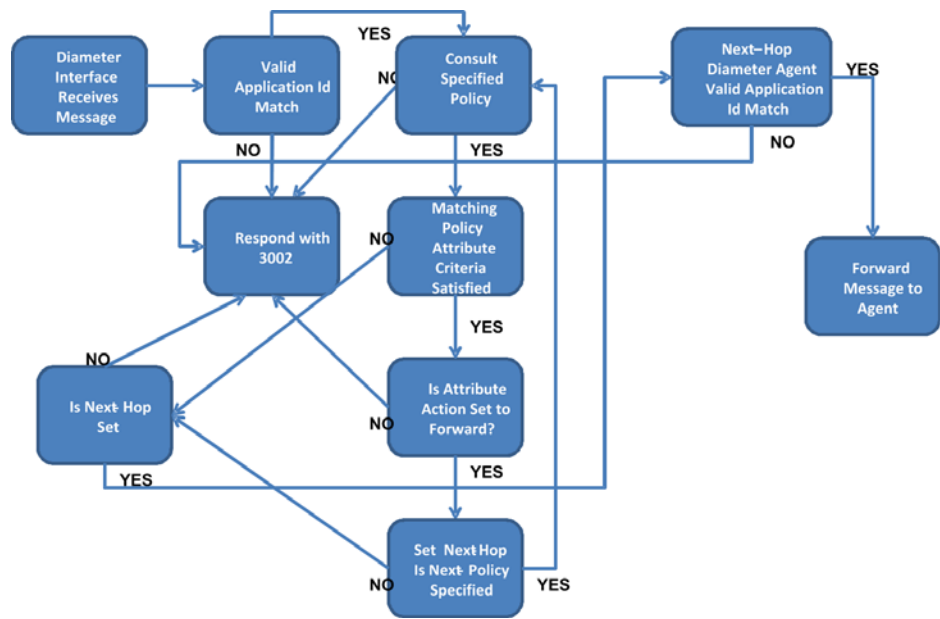 Diameter
Interface
Receives
Message
Valid
Application Id
Match
YES
Consult
Specified
Policy
NO
Next-Hop
Diameter Agent
Valid Application
Id Match
YES
NO
YES
NO
Respond with
3002
Matching
Policy
Attribute
Criteria
Satisfied
NO
Forward
Message to
Agent
YES
NO
Is Next-Hop
Set
Is Attribute
Action Set to
Forward?
NO
YES
YES
Set Next-Hop
Is Next-Policy
Specified
NO
YES